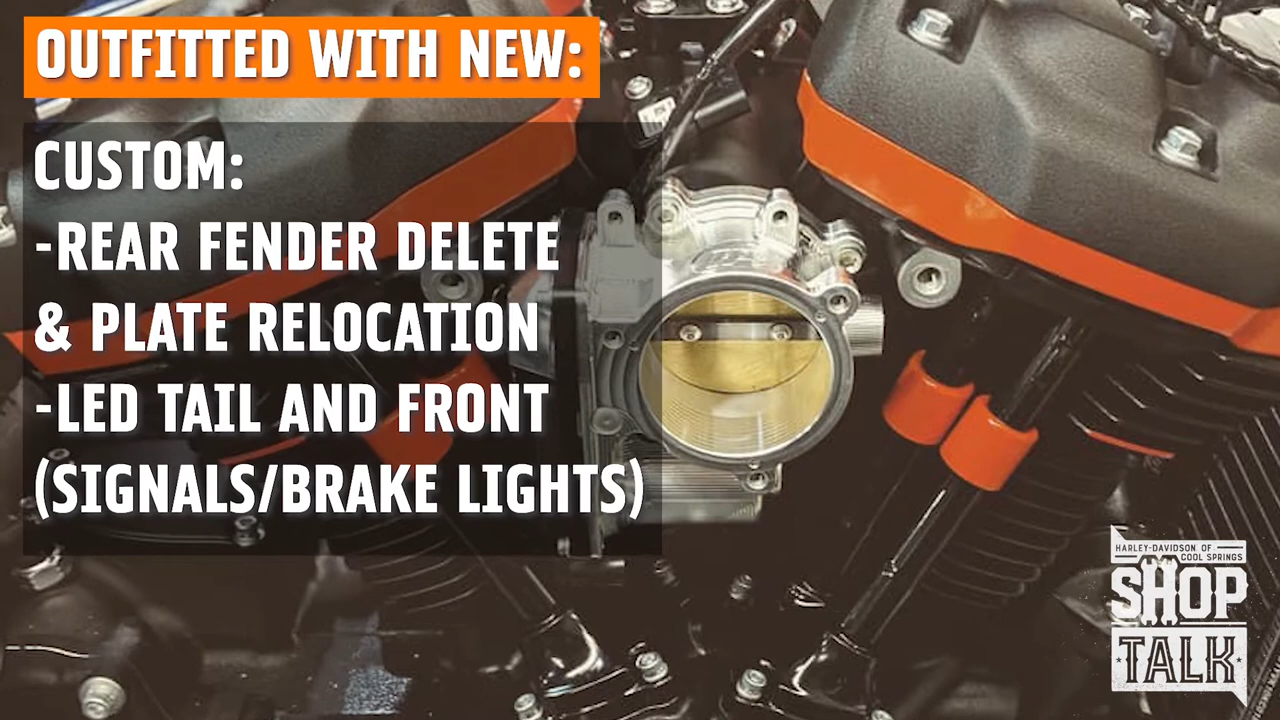 OUTFITTED WITH NEW:
CUSTOM:
-REAR FENDER DELETE
& PLATE RELOCATION
-LED TAIL AND FRONT
(SIGNALS/BRAKE LIGHTS)
HARLEY-DAVIDSON OF
COOL SPRINGS
SHOP
TALK